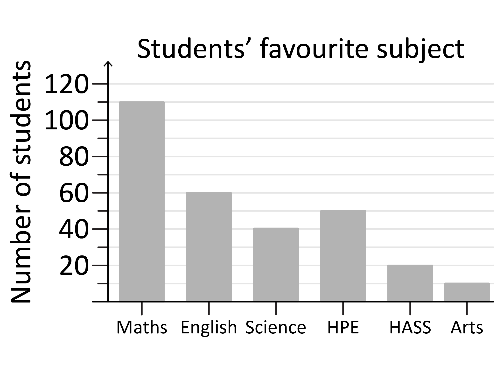 Students’ favourite subject
Number of students
120
100
80
60
40
20
Maths English Science HPE HASS Arts